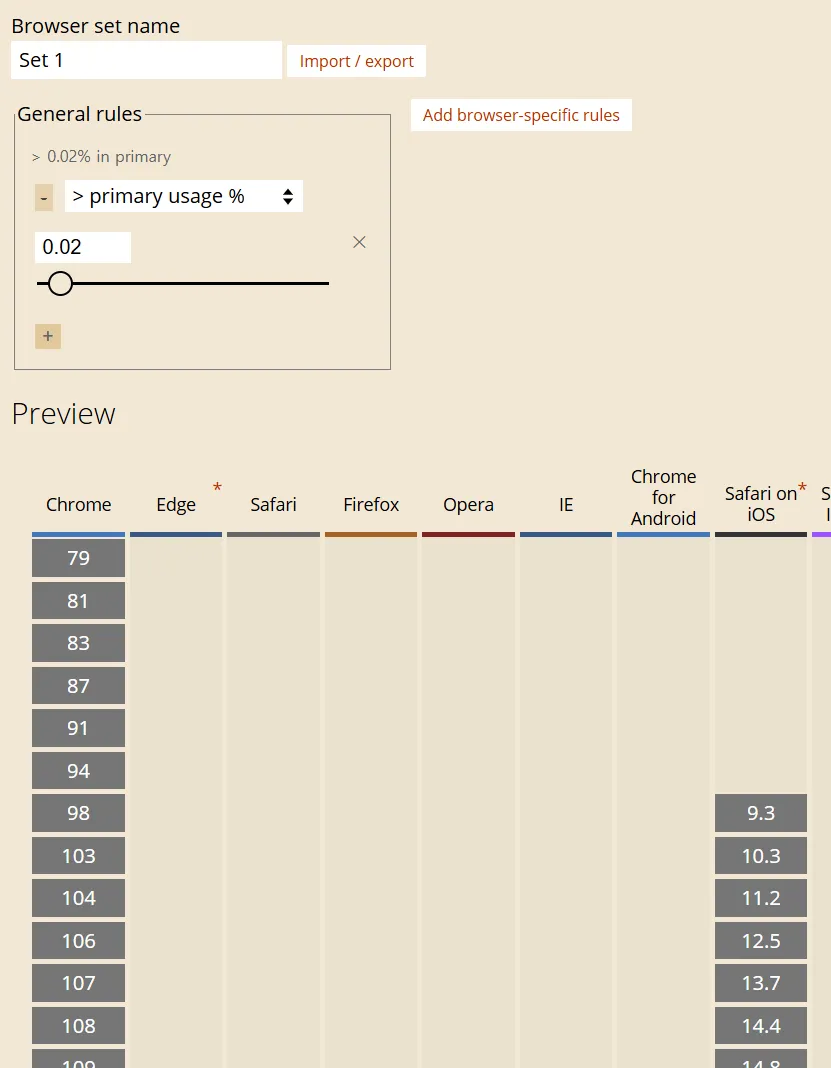 Browser set name
Set 1
Import / export
General rules
Add browser-specific rules
> 0.02% in primary
-
> primary usage %
0.02
+
Preview
Chrome
Edge
*
Safari
Firefox
Opera
IE
Chrome
for
Android
Safari on*
iOS
79
81
83
87
91
94
98
9.3
103
10.3
104
11.2
106
12.5
107
13.7
108
14.4
109
14.8